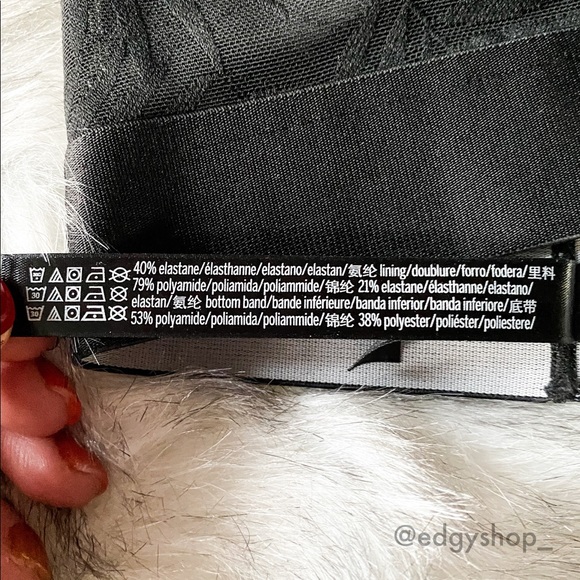 40% elastane/élasthanne/elastano/elastan/氨纶 lining/doublure/forro/fodera/里料
79% polyamide/poliamida/poliammide/锦纶 21% elastane/élasthanne/elastano/
elastan/氨纶 bottom band/bande inférieure/banda inferior/banda inferiore/底带
53% polyamide/poliamida/poliammide/锦纶 38% polyester/poliéster/poliestere/
30
30
@edgyshop_